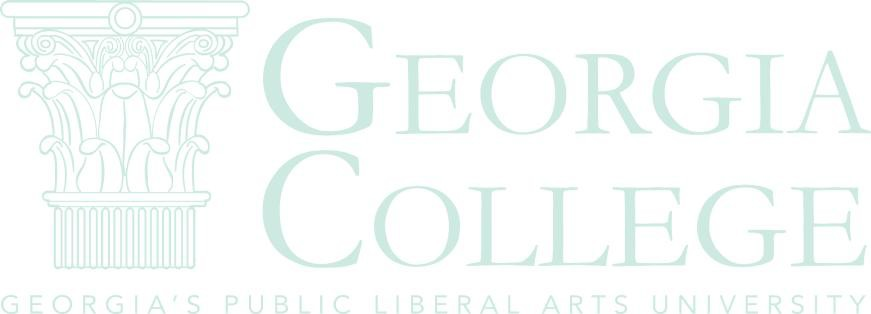 GEORGIA
COLLEGE
GEORGIA'S PUBLIC LIBERAL ARTS UNIVERSITY